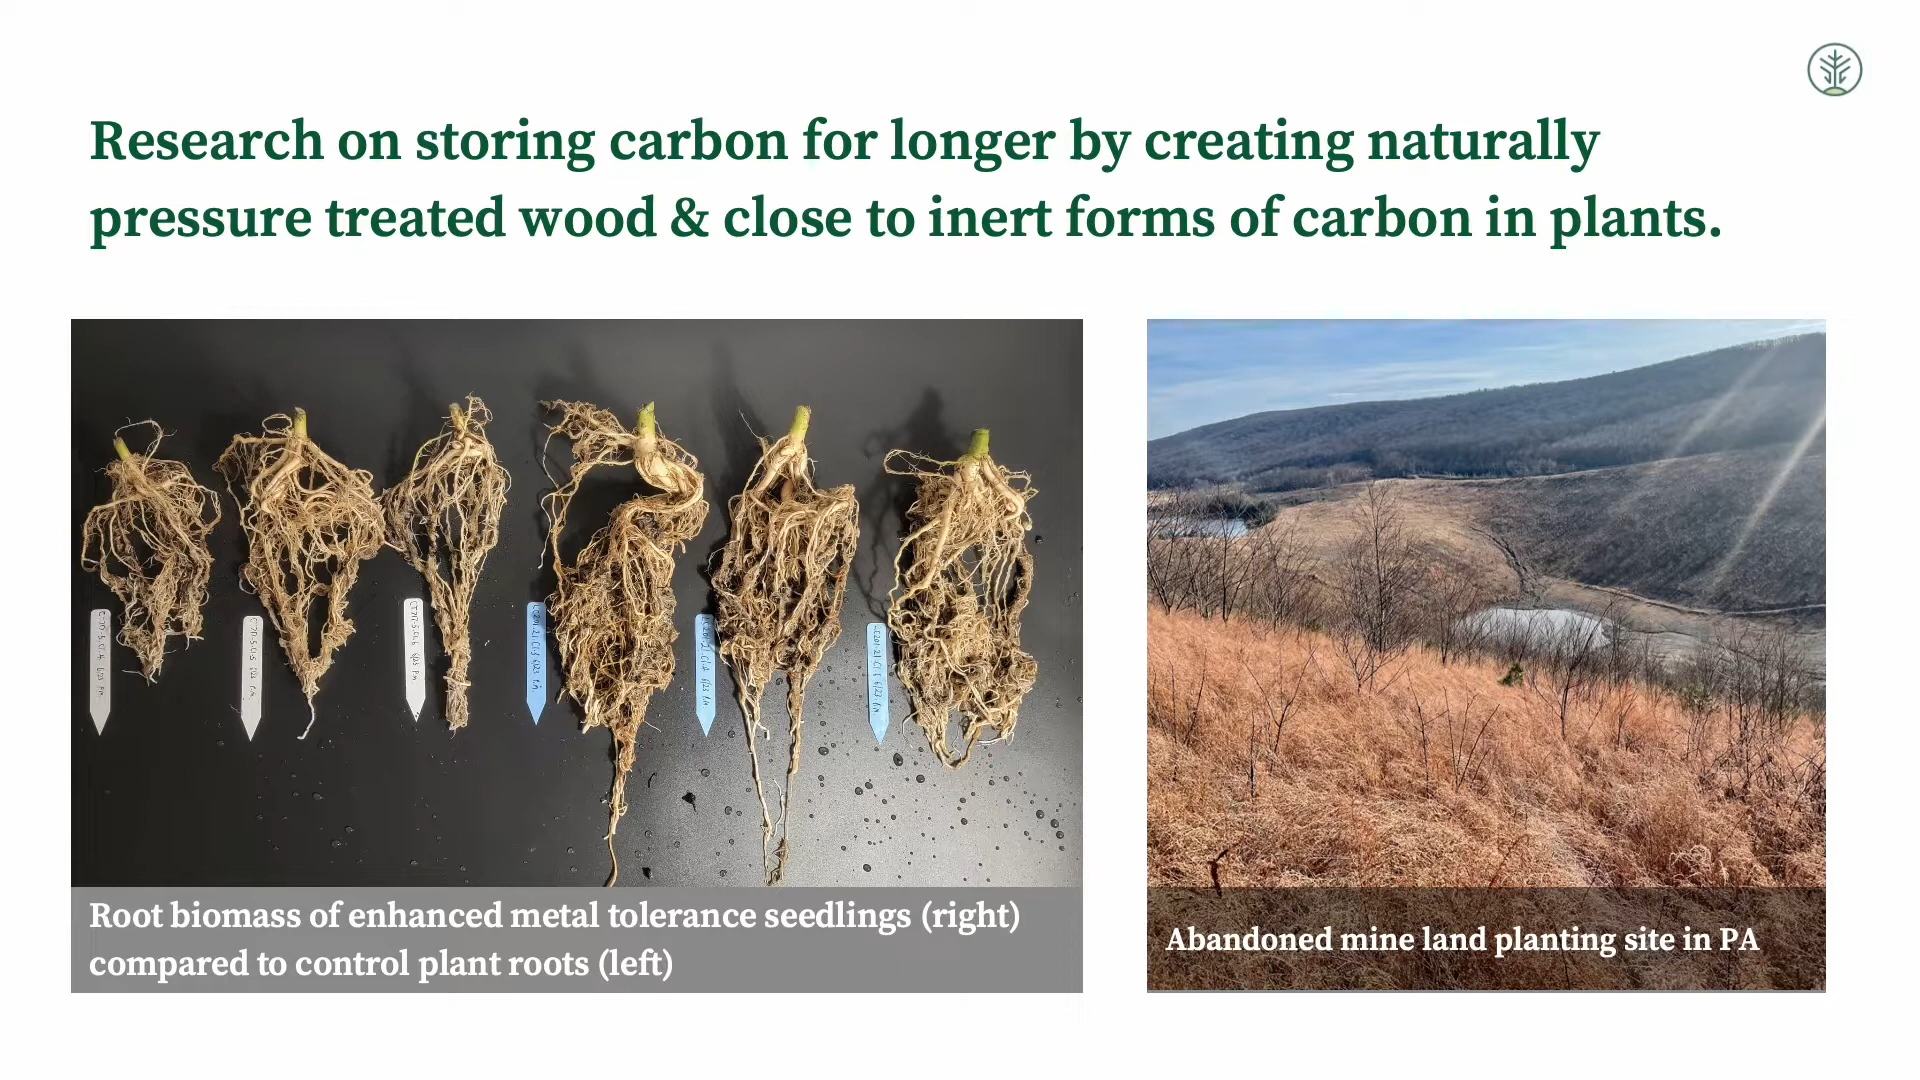 Research on storing carbon for longer by creating naturally
pressure treated wood & close to inert forms of carbon in plants.
Root biomass of enhanced metal tolerance seedlings (right)
compared to control plant roots (left)
Abandoned mine land planting site in PA